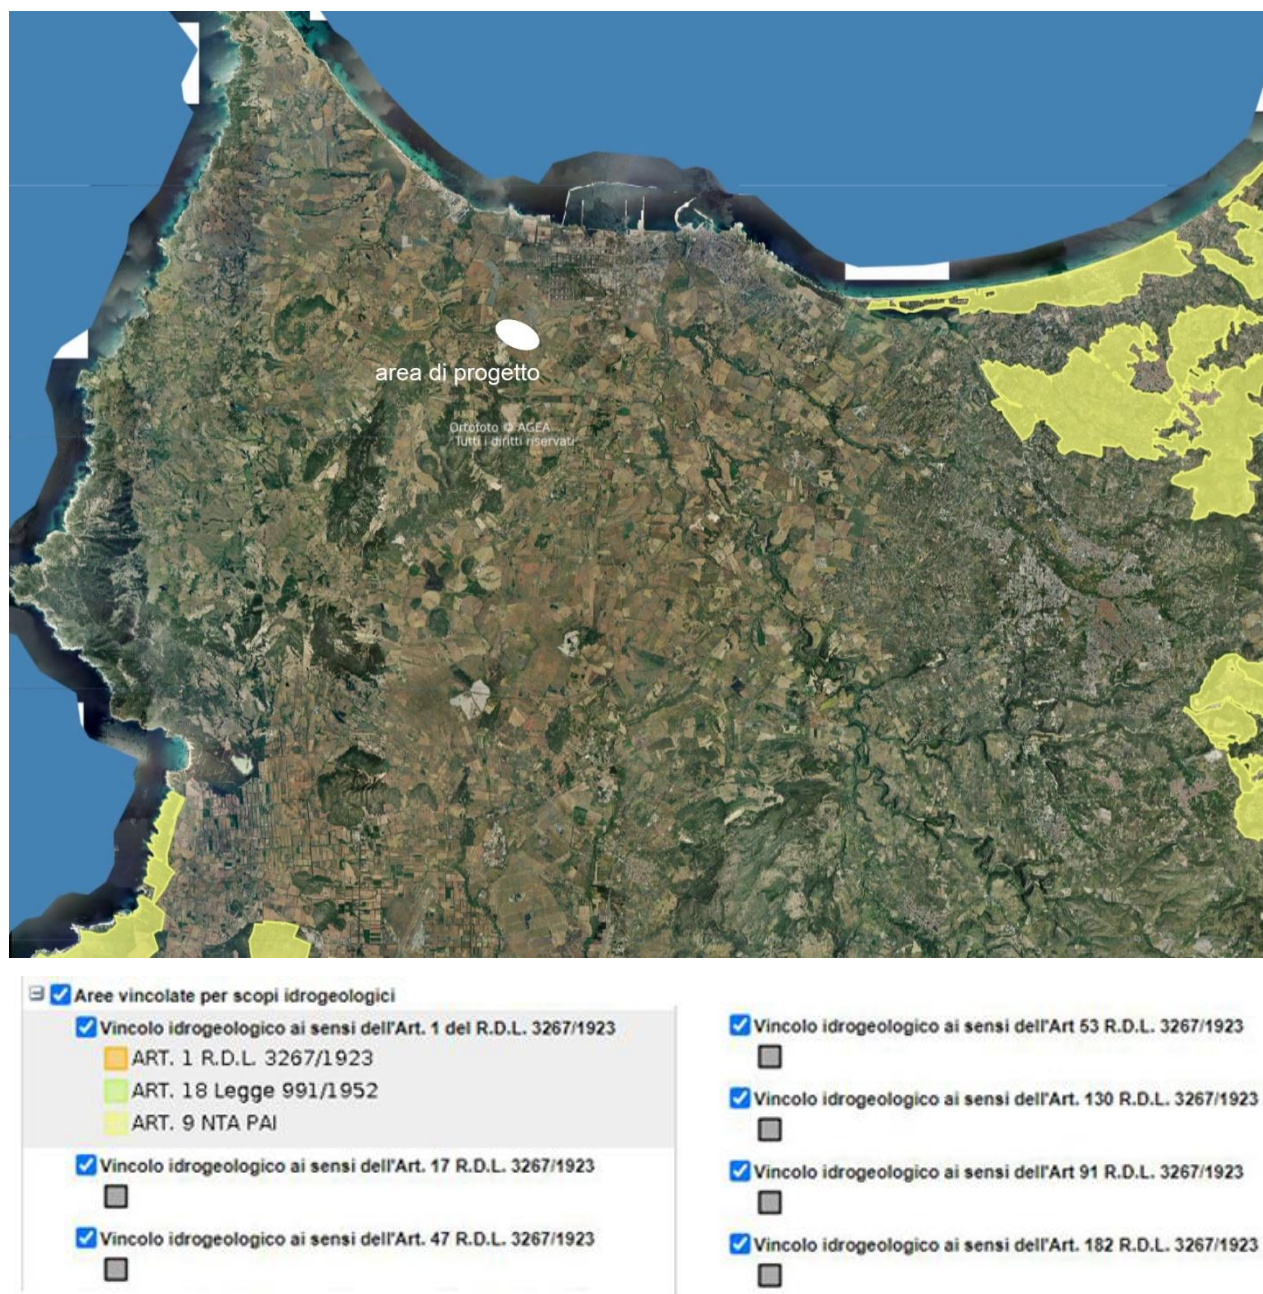 area di progetto
Ortofoto © AGEA
Tutti i diritti riservati
Aree vincolate per scopi idrogeologici
Vincolo idrogeologico ai sensi dell'Art. 1 del R.D.L. 3267/1923
ART. 1 R.D.L. 3267/1923
ART. 18 Legge 991/1952
ART. 9 NTA PAI
Vincolo idrogeologico ai sensi dell'Art. 17 R.D.L. 3267/1923
Vincolo idrogeologico ai sensi dell'Art. 47 R.D.L. 3267/1923
Vincolo idrogeologico ai sensi dell'Art 53 R.D.L. 3267/1923
Vincolo idrogeologico ai sensi dell'Art. 130 R.D.L. 3267/1923
Vincolo idrogeologico ai sensi dell'Art 91 R.D.L. 3267/1923
Vincolo idrogeologico ai sensi dell'Art. 182 R.D.L. 3267/1923